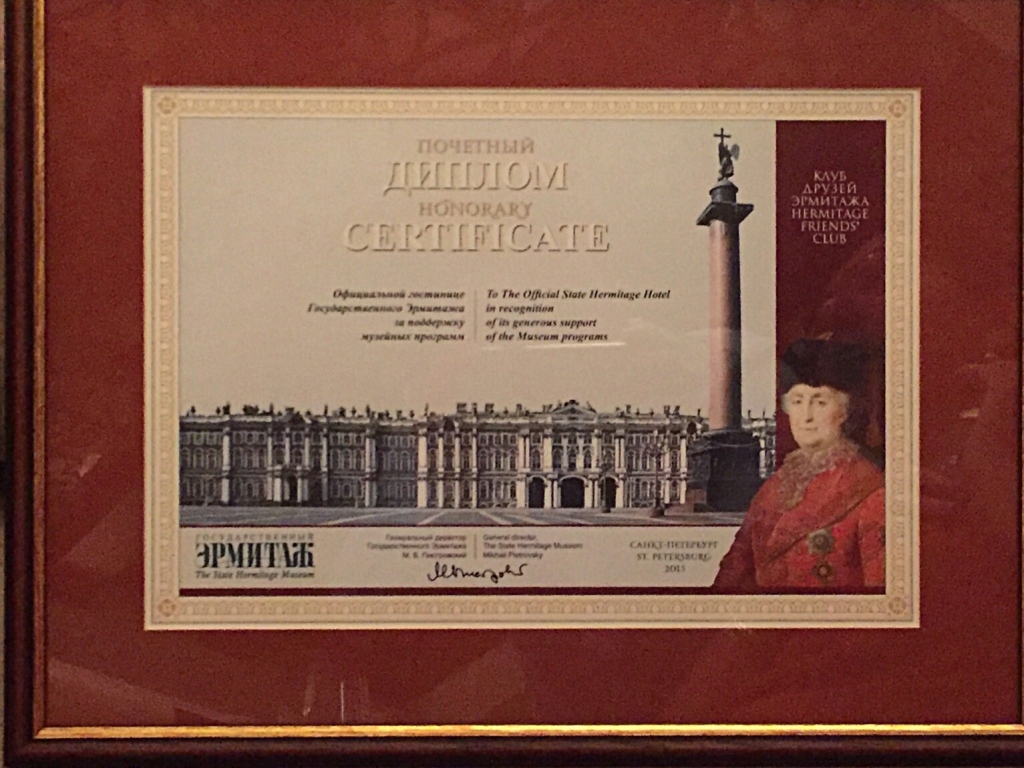 ПОЧЕТНЫЙ
ДИПЛОМ
HONORARY
CERTIFICATE
КЛУБ
ДРУЗЕЙ
ЭРМИТАЖА
HERMITAGE
FRIENDS'
CLUB
Официальной гостинице
Государственного Эрмитажа
за поддержку
музейных программ
To The Official State Hermitage Hotel
in recognition
of its generous support
of the Museum programs
ГОСУДАРСТВЕННЫЙ
ЭРМИТАЖ
The State Hermitage Museum
Генеральный директор
Государственного Эрмитажа
М. Б. Пиотровский
General director,
The State Hermitage Museum
Mikhail Piotrovsky
САНКТ-ПЕТЕРБУРГ
ST. PETERSBURG